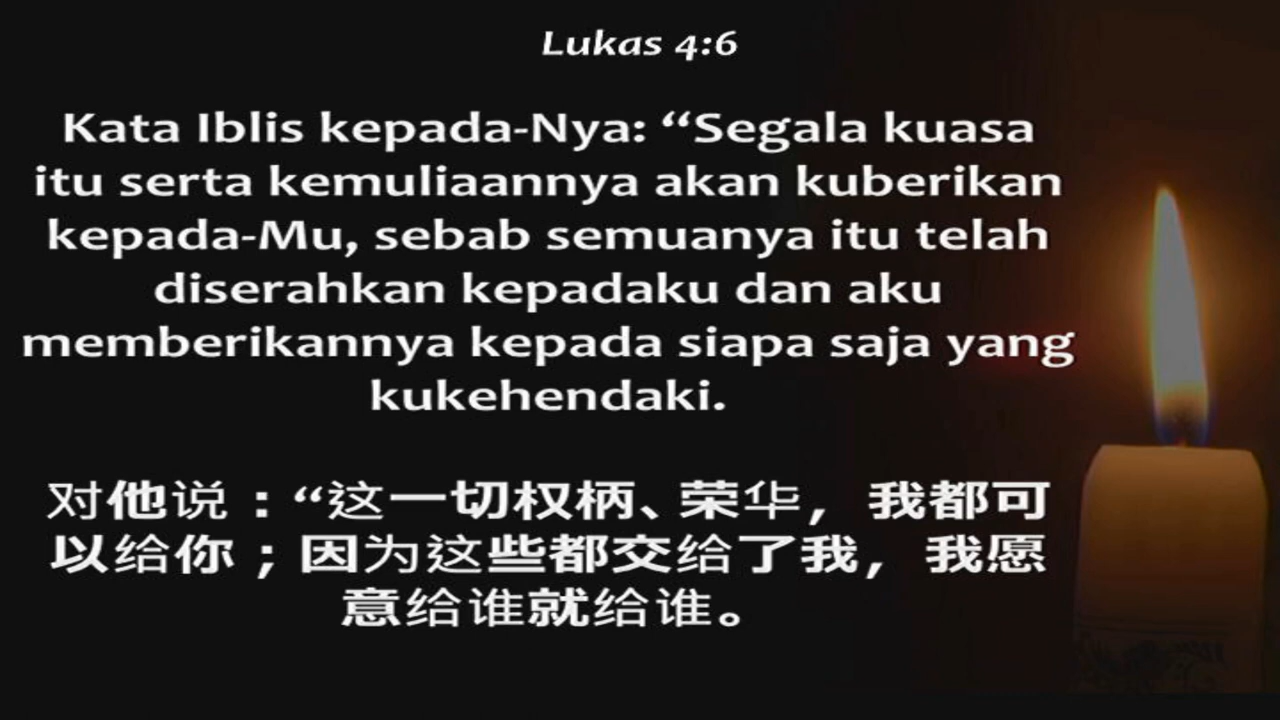 Lukas 4:6
Kata Iblis kepada-Nya: “Segala kuasa
itu serta kemuliaannya akan kuberikan
kepada-Mu, sebab semuanya itu telah
diserahkan kepadaku dan aku
memberikannya kepada siapa saja yang
kukehendaki.
对他说：“这一切权柄、荣华，我都可
以给你；因为这些都交给了我，我愿
意给谁就给谁。